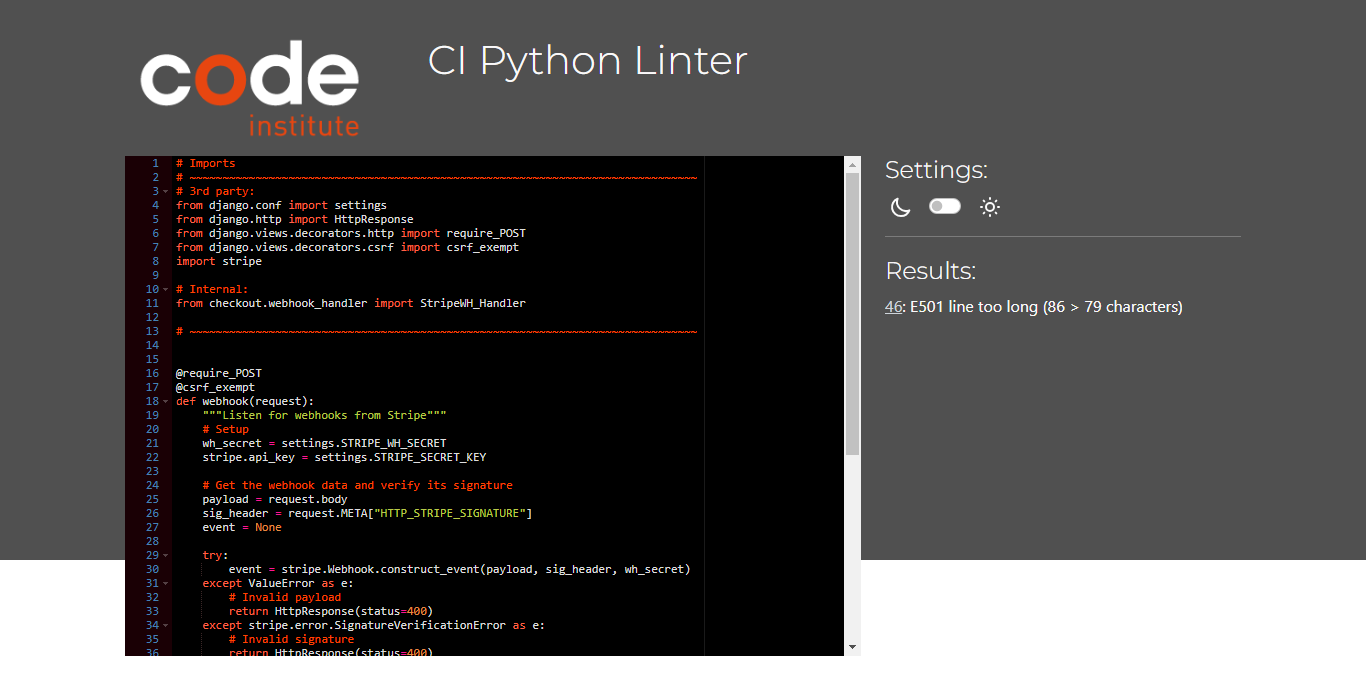 code
institute
CI Python Linter
1 # Imports
2 # ~~~~~~~~~~~~~~~~~~~~~~~~~~~~~~~~~~~~~~~~~~~~~~~~~~~~~~~~~~~~~~~~~~~~~~~~~~~~~
3 # 3rd party:
4 from django.conf import settings
5 from django.http import HttpResponse
6 from django.views.decorators.http import require_POST
7 from django.views.decorators.csrf import csrf_exempt
8 import stripe
9
10 # Internal:
11 from checkout.webhook_handler import StripeWH_Handler
12
13 # ~~~~~~~~~~~~~~~~~~~~~~~~~~~~~~~~~~~~~~~~~~~~~~~~~~~~~~~~~~~~~~~~~~~~~~~~~~~~~
14
15
16 @require_POST
17 @csrf_exempt
18 def webhook(request):
19     """Listen for webhooks from Stripe"""
20     # Setup
21     wh_secret = settings.STRIPE_WH_SECRET
22     stripe.api_key = settings.STRIPE_SECRET_KEY
23
24     # Get the webhook data and verify its signature
25     payload = request.body
26     sig_header = request.META["HTTP_STRIPE_SIGNATURE"]
27     event = None
28
29     try:
30         event = stripe.Webhook.construct_event(payload, sig_header, wh_secret)
31     except ValueError as e:
32         # Invalid payload
33         return HttpResponse(status=400)
34     except stripe.error.SignatureVerificationError as e:
35         # Invalid signature
36         return HttpResponse(status=400)
Settings:
Results:
46: E501 line too long (86 > 79 characters)